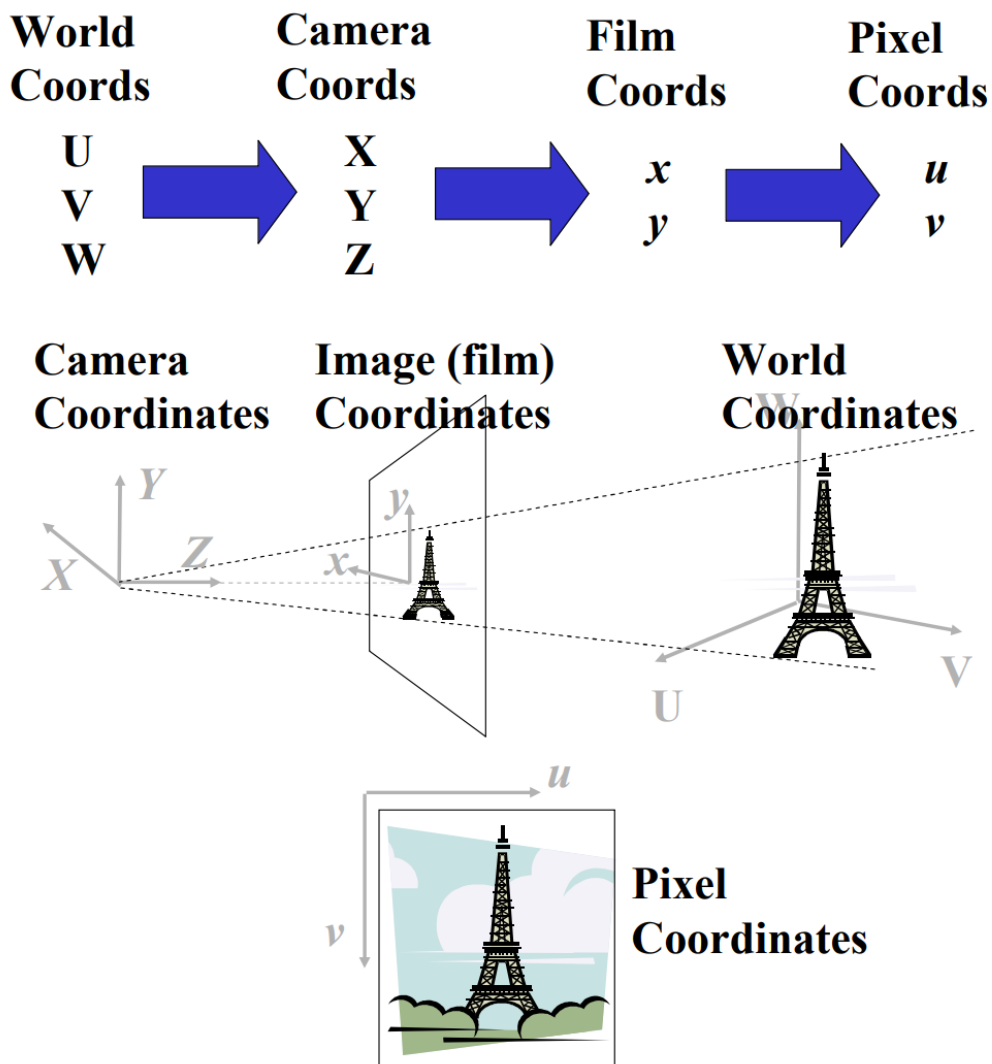 World
Coords
Camera
Coords
Film
Coords
Pixel
Coords
U
V
W
X
Y
Z
x
y
u
v
Camera
Coordinates
Image (film)
Coordinates
World
Coordinates
W
Y
X
Z
y
x
U
V
u
v
Pixel
Coordinates